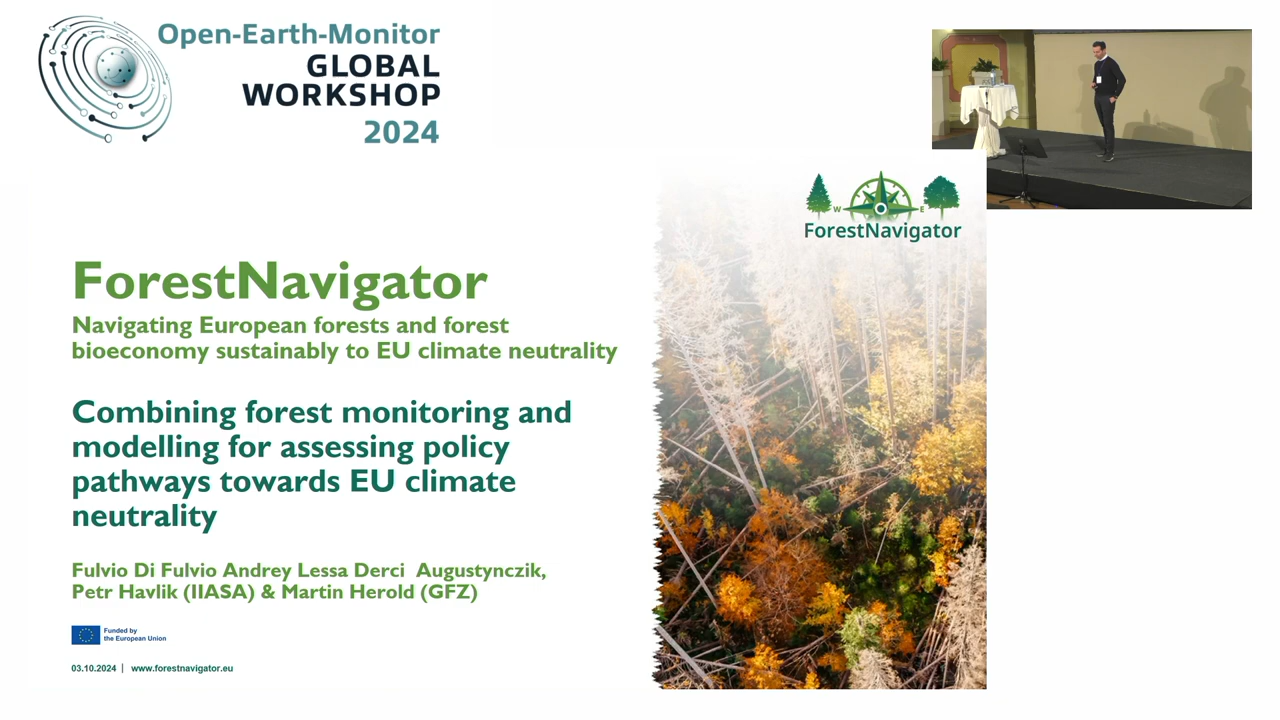 Open-Earth-Monitor
GLOBAL
WORKSHOP
2024
W
E
ForestNavigator
ForestNavigator
Navigating European forests and forest
bioeconomy sustainably to EU climate neutrality
Combining forest monitoring and
modelling for assessing policy
pathways towards EU climate
neutrality
Fulvio Di Fulvio Andrey Lessa Derci Augustynczik,
Petr Havlik (IIASA) & Martin Herold (GFZ)
Funded by
the European Union
03.10.2024 | www.forestnavigator.eu